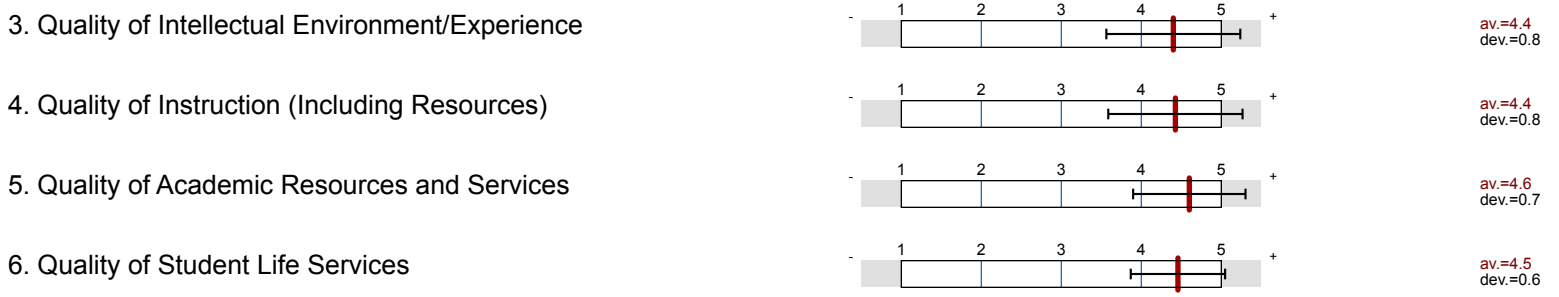 3. Quality of Intellectual Environment/Experience
- 1 2 3 4 5 +
av.=4.4
dev.=0.8
4. Quality of Instruction (Including Resources)
- 1 2 3 4 5 +
av.=4.4
dev.=0.8
5. Quality of Academic Resources and Services
- 1 2 3 4 5 +
av.=4.6
dev.=0.7
6. Quality of Student Life Services
- 1 2 3 4 5 +
av.=4.5
dev.=0.6